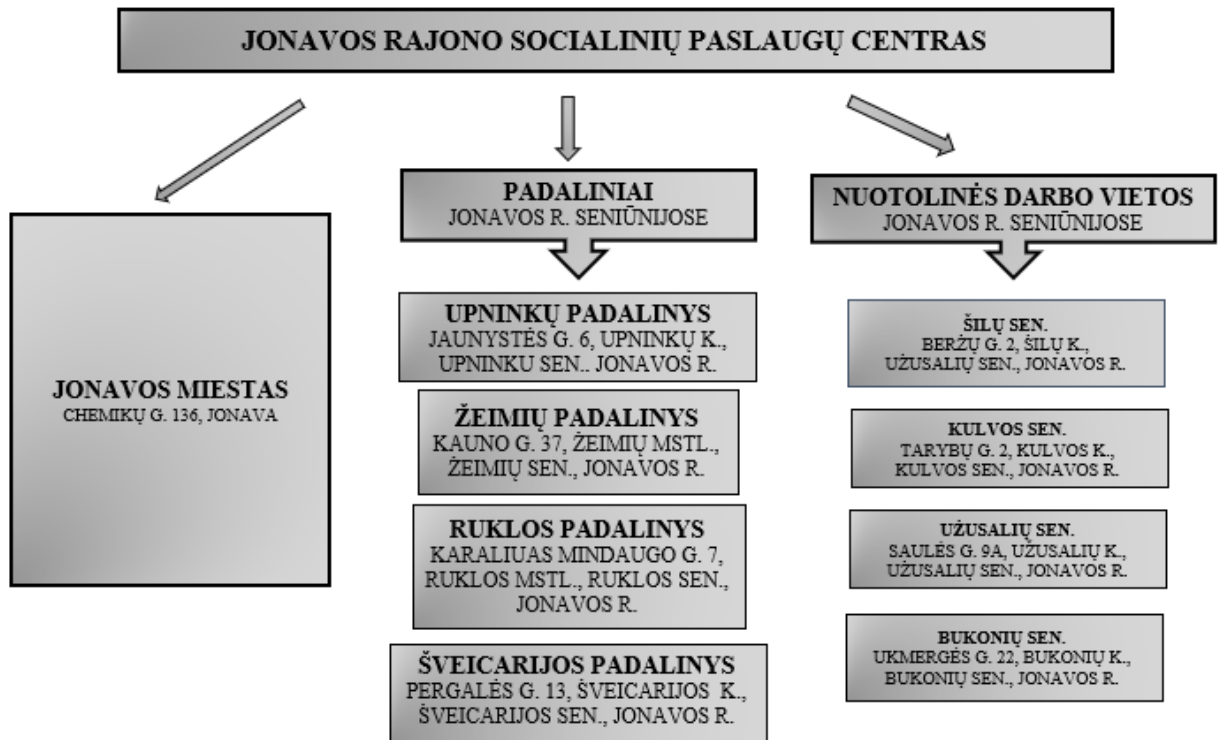 JONAVOS RAJONO SOCIALINIŲ PASLAUGŲ CENTRAS
JONAVOS MIESTAS
CHEMIKŲ G. 136, JONAVA
PADALINIAI
JONAVOS R. SENIŪNIJOSE
UPNINKŲ PADALINYS
JAUNYSTĖS G. 6, UPNINKŲ K.,
UPNINKU SEN.. JONAVOS R.
ŽEIMIŲ PADALINYS
KAUNO G. 37, ŽEIMIŲ MSTL.,
ŽEIMIŲ SEN., JONAVOS R.
RUKLOS PADALINYS
KARALIUAS MINDAUGO G. 7,
RUKLOS MSTL., RUKLOS SEN.,
JONAVOS R.
ŠVEICARIJOS PADALINYS
PERGALĖS G. 13, ŠVEICARIJOS K.,
ŠVEICARIJOS SEN., JONAVOS R.
NUOTOLINĖS DARBO VIETOS
JONAVOS R. SENIŪNIJOSE
ŠILŲ SEN.
BERŽŲ G. 2, ŠILŲ K.,
UŽUSALIŲ SEN., JONAVOS R.
KULVOS SEN.
TARYBŲ G. 2, KULVOS K.,
KULVOS SEN., JONAVOS R.
UŽUSALIŲ SEN.
SAULĖS G. 9A, UŽUSALIŲ K.,
UŽUSALIŲ SEN., JONAVOS R.
BUKONIŲ SEN.
UKMERGĖS G. 22, BUKONIŲ K.,
BUKONIŲ SEN., JONAVOS R.